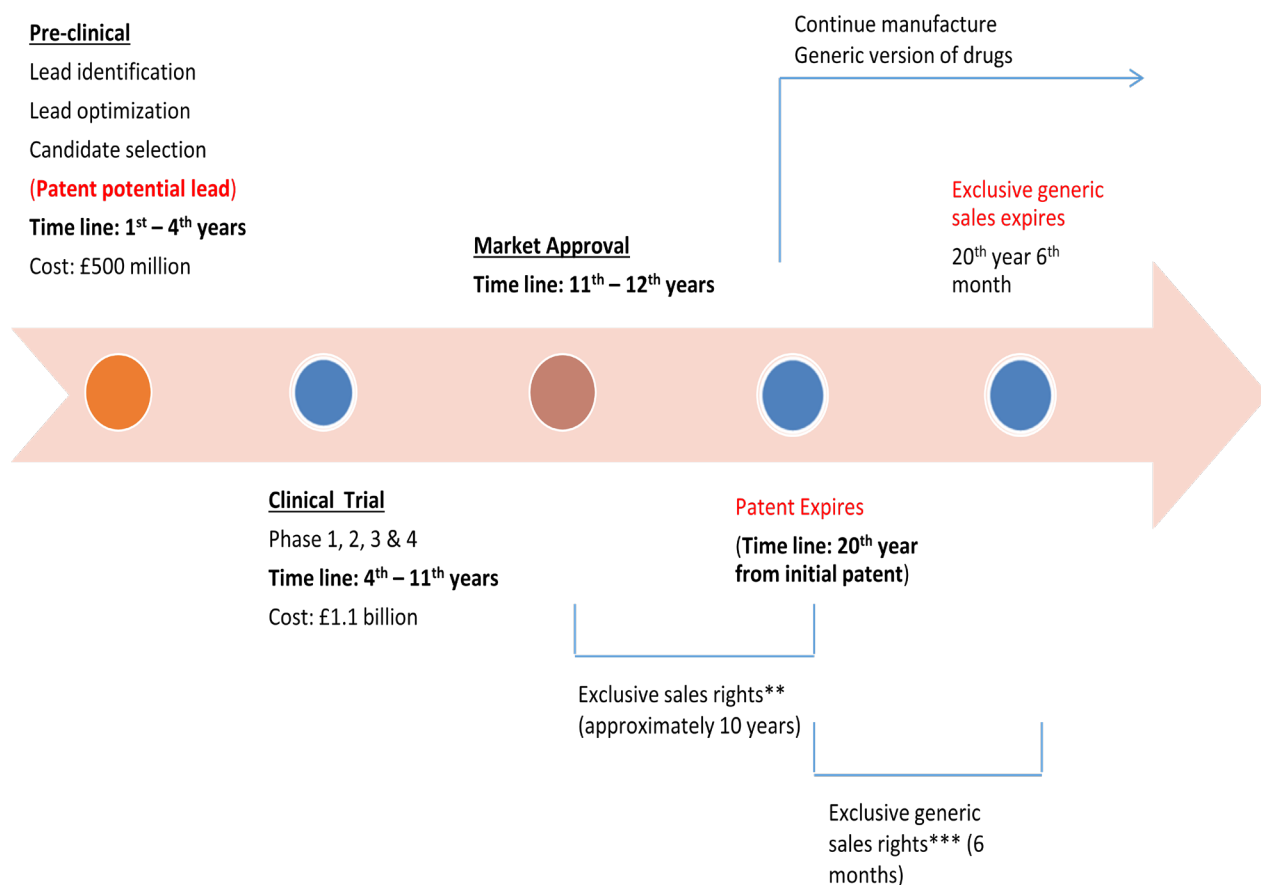 Pre-clinical
Lead identification
Lead optimization
Candidate selection
(Patent potential lead)
Time line: 1st – 4th years
Cost: £500 million
Clinical Trial
Phase 1, 2, 3 & 4
Time line: 4th – 11th years
Cost: £1.1 billion
Market Approval
Time line: 11th – 12th years
Continue manufacture
Generic version of drugs
Patent Expires
(Time line: 20th year
from initial patent)
Exclusive generic
sales expires
20th year 6th
month
Exclusive sales rights**
(approximately 10 years)
Exclusive generic
sales rights*** (6
months)